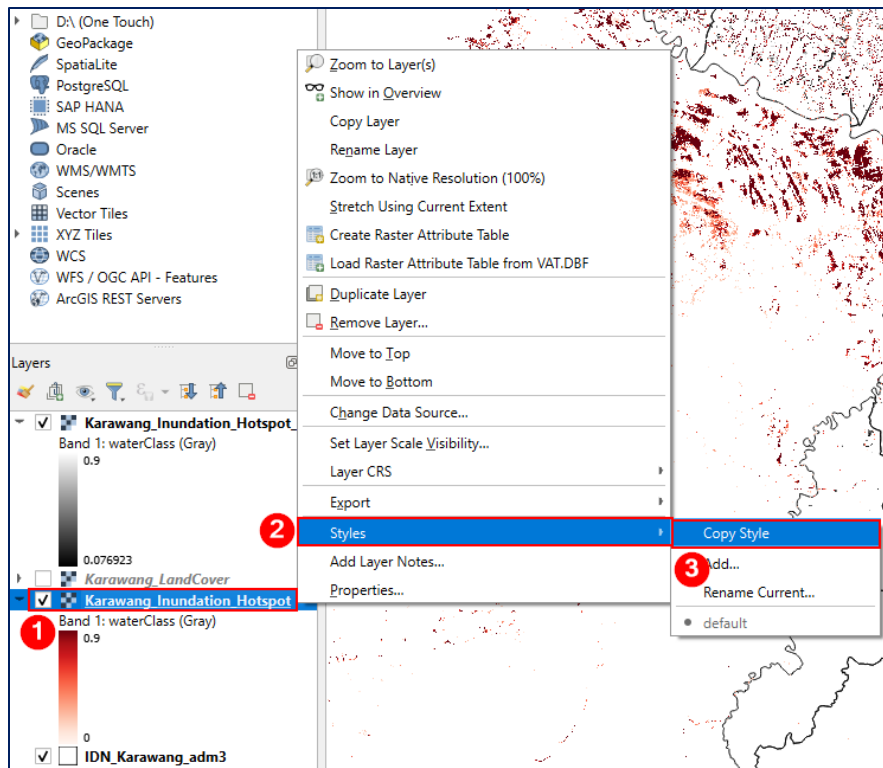 D:\ (One Touch)
GeoPackage
SpatiaLite
PostgreSQL
SAP HANA
MS SQL Server
Oracle
WMS/WMTS
Scenes
Vector Tiles
XYZ Tiles
WCS
WFS / OGC API - Features
ArcGIS REST Servers
Layers
Karawang_Inundation_Hotspot_
Band 1: waterClass (Gray)
0.9
0.076923
Karawang_LandCover
Karawang_Inundation_Hotspot
1
Band 1: waterClass (Gray)
0.9
0
IDN_Karawang_adm3
Zoom to Layer(s)
Show in Overview
Copy Layer
Rename Layer
Zoom to Native Resolution (100%)
Stretch Using Current Extent
Create Raster Attribute Table
Load Raster Attribute Table from VAT.DBF
Duplicate Layer
Remove Layer...
Move to Top
Move to Bottom
Change Data Source...
Set Layer Scale Visibility...
Layer CRS
Export
2
Styles
Add Layer Notes...
Properties...
Copy Style
3
Add...
Rename Current...
default